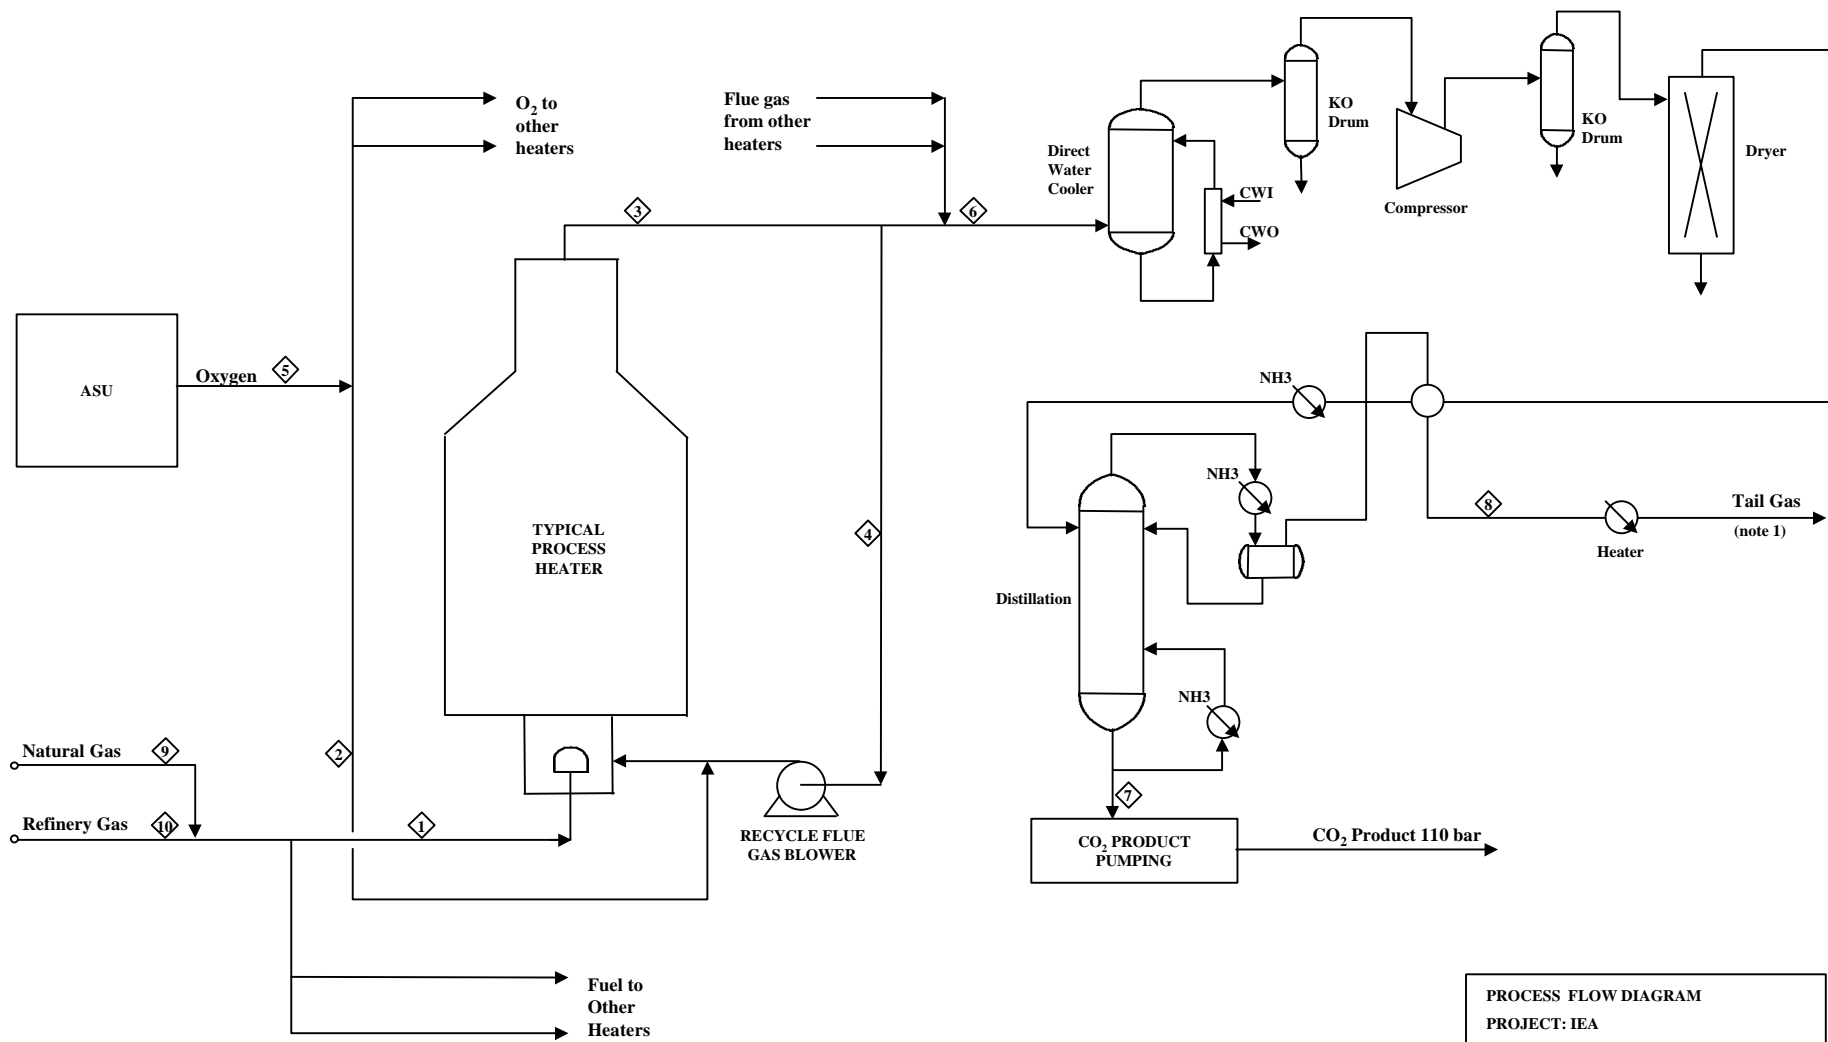 O2 to
other
heaters
Flue gas
from other
heaters
KO
Drum
KO
Drum
Direct
Water
Cooler
Dryer
CWI
Compressor
3
6
CWO
ASU
Oxygen
5
NH3
NH3
8
Tail Gas
(note 1)
Heater
TYPICAL
PROCESS
HEATER
4
Distillation
NH3
Natural Gas
9
2
7
Refinery Gas
10
1
RECYCLE FLUE
GAS BLOWER
CO2 PRODUCT
PUMPING
CO2 Product 110 bar
Fuel to
Other
Heaters
PROCESS FLOW DIAGRAM
PROJECT: IEA